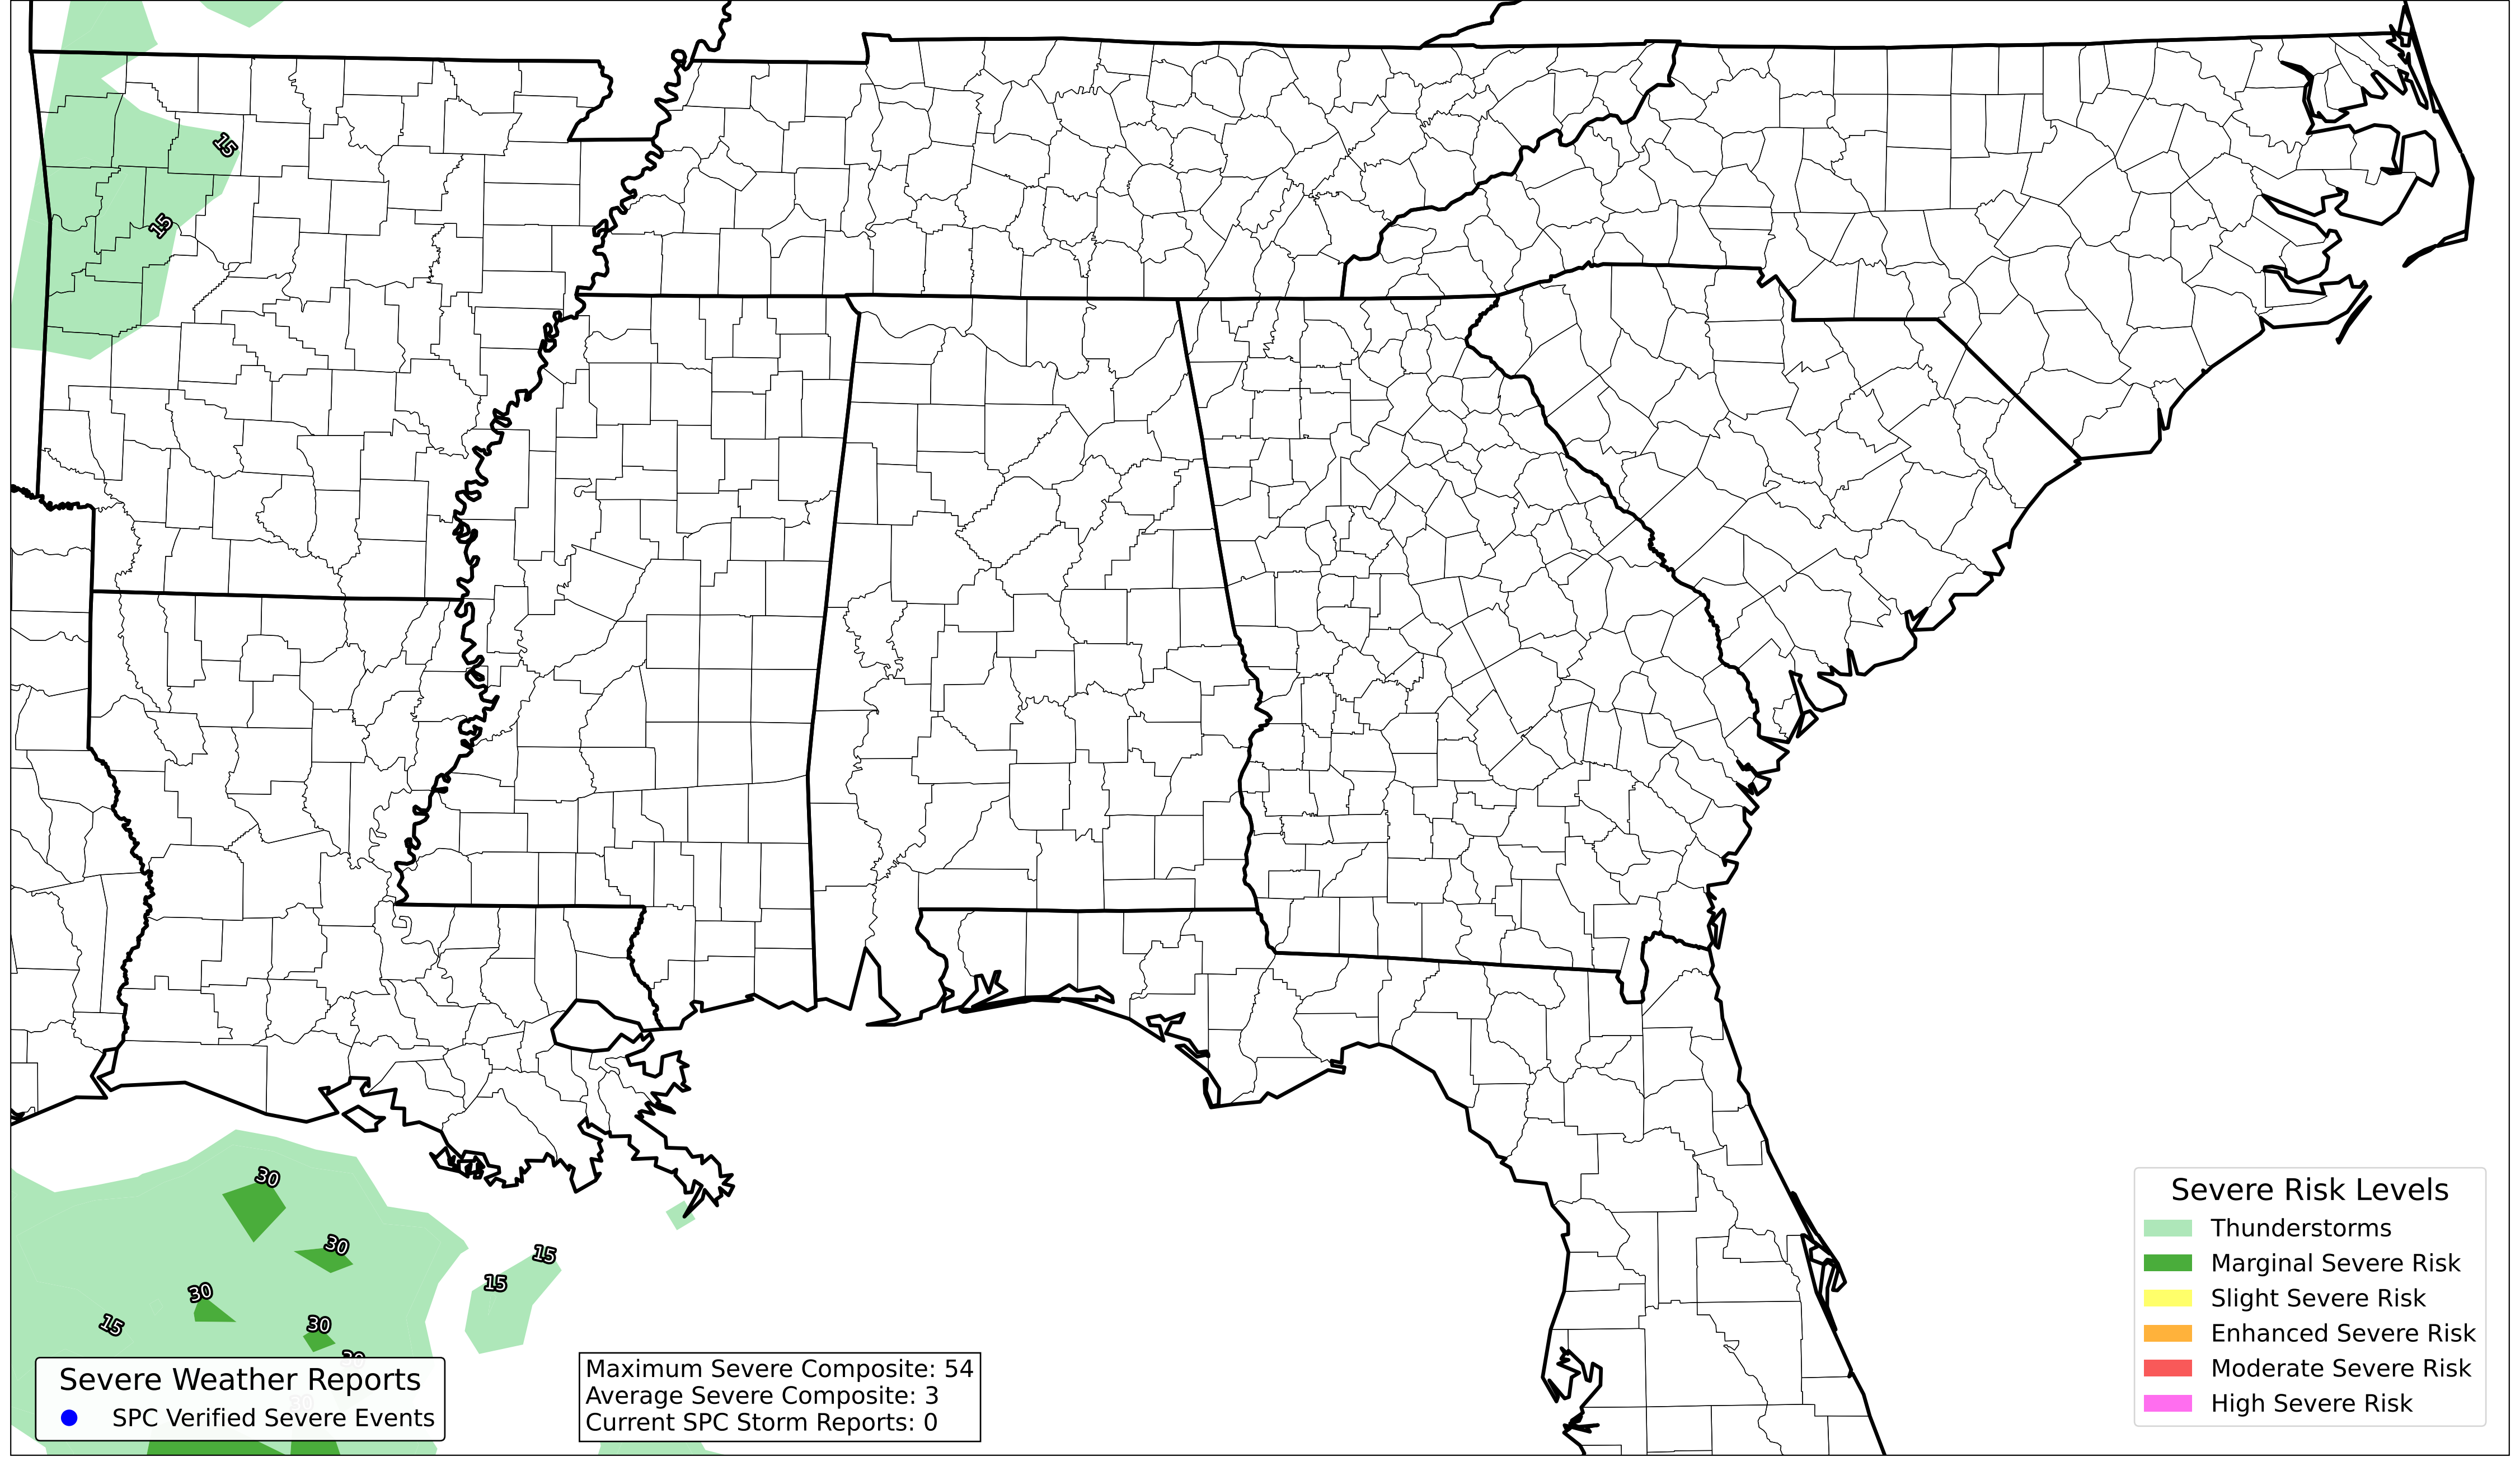 15
15
30
30
30
15
15
15
30
30
30
Severe Weather Reports
SPC Verified Severe Events
Maximum Severe Composite: 54
Average Severe Composite: 3
Current SPC Storm Reports: 0
Severe Risk Levels
Thunderstorms
Marginal Severe Risk
Slight Severe Risk
Enhanced Severe Risk
Moderate Severe Risk
High Severe Risk